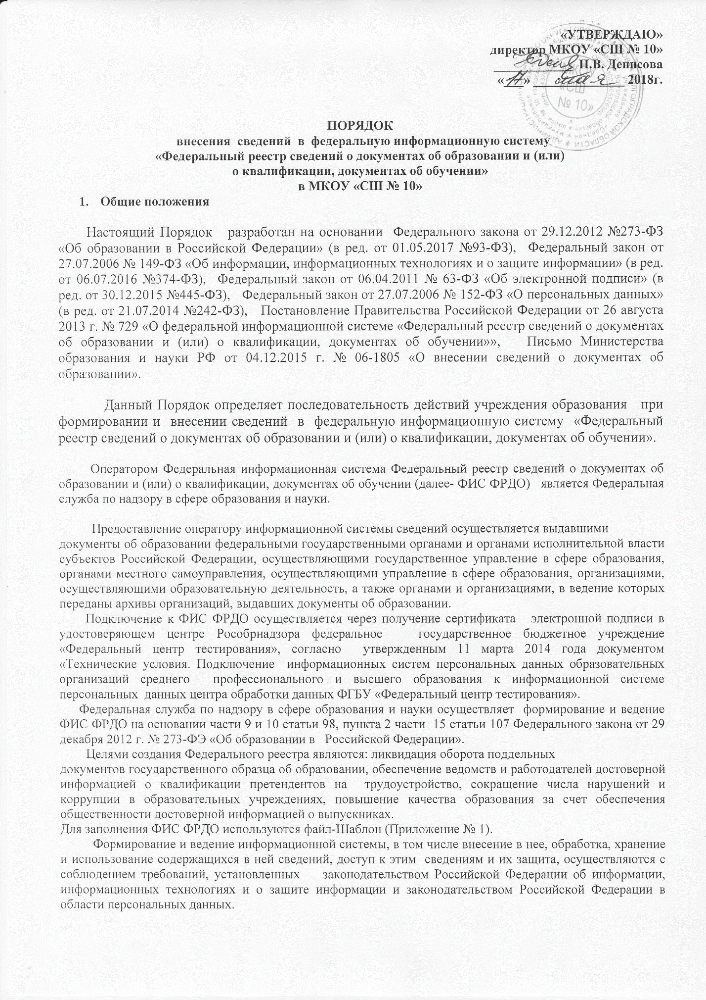 «УТВЕРЖДАЮ»
директор МКОУ «СШ № 10»
Н.В. Денисова
«17» мая 2018г.
МКОУ
«СШ
№ 10»
ПОРЯДОК
внесения сведений в федеральную информационную систему
«Федеральный реестр сведений о документах об образовании и (или)
о квалификации, документах об обучении»
в МКОУ «СШ № 10»
1. Общие положения
Настоящий Порядок разработан на основании Федерального закона от 29.12.2012 №273-ФЗ
«Об образовании в Российской Федерации» (в ред. от 01.05.2017 №93-ФЗ), Федеральный закон от
27.07.2006 № 149-ФЗ «Об информации, информационных технологиях и о защите информации» (в ред.
от 06.07.2016 №374-ФЗ), Федеральный закон от 06.04.2011 № 63-ФЗ «Об электронной подписи» (в
ред. от 30.12.2015 №445-ФЗ), Федеральный закон от 27.07.2006 № 152-ФЗ «О персональных данных»
(в ред. от 21.07.2014 №242-ФЗ), Постановление Правительства Российской Федерации от 26 августа
2013 г. № 729 «О федеральной информационной системе «Федеральный реестр сведений о документах
об образовании и (или) о квалификации, документах об обучении»», Письмо Министерства
образования и науки РФ от 04.12.2015 г. № 06-1805 «О внесении сведений о документах об
образовании».
Данный Порядок определяет последовательность действий учреждения образования при
формировании и внесении сведений в федеральную информационную систему «Федеральный
реестр сведений о документах об образовании и (или) о квалификации, документах об обучении».
Оператором Федеральная информационная система Федеральный реестр сведений о документах об
образовании и (или) о квалификации, документах об обучении (далее- ФИС ФРДО) является Федеральная
служба по надзору в сфере образования и науки.
Предоставление оператору информационной системы сведений осуществляется выдавшими
документы об образовании федеральными государственными органами и органами исполнительной власти
субъектов Российской Федерации, осуществляющими государственное управление в сфере образования,
органами местного самоуправления, осуществляющими управление в сфере образования, организациями,
осуществляющими образовательную деятельность, а также органами и организациями, в ведение которых
переданы архивы организаций, выдавших документы об образовании.
Подключение к ФИС ФРДО осуществляется через получение сертификата электронной подписи в
удостоверяющем центре Рособрнадзора федеральное государственное бюджетное учреждение
«Федеральный центр тестирования», согласно утвержденным 11 марта 2014 года документом
«Технические условия. Подключение информационных систем персональных данных образовательных
организаций среднего профессионального и высшего образования к информационной системе
персональных данных центра обработки данных ФГБУ «Федеральный центр тестирования».
Федеральная служба по надзору в сфере образования и науки осуществляет формирование и ведение
ФИС ФРДО на основании части 9 и 10 статьи 98, пункта 2 части 15 статьи 107 Федерального закона от 29
декабря 2012 г. № 273-ФЭ «Об образовании в Российской Федерации».
Целями создания Федерального реестра являются: ликвидация оборота поддельных
документов государственного образца об образовании, обеспечение ведомств и работодателей достоверной
информацией о квалификации претендентов на трудоустройство, сокращение числа нарушений и
коррупции в образовательных учреждениях, повышение качества образования за счет обеспечения
общественности достоверной информацией о выпускниках.
Для заполнения ФИС ФРДО используются файл-Шаблон (Приложение № 1).
Формирование и ведение информационной системы, в том числе внесение в нее, обработка, хранение
и использование содержащихся в ней сведений, доступ к этим сведениям и их защита, осуществляются с
соблюдением требований, установленных законодательством Российской Федерации об информации,
информационных технологиях и о защите информации и законодательством Российской Федерации в
области персональных данных.